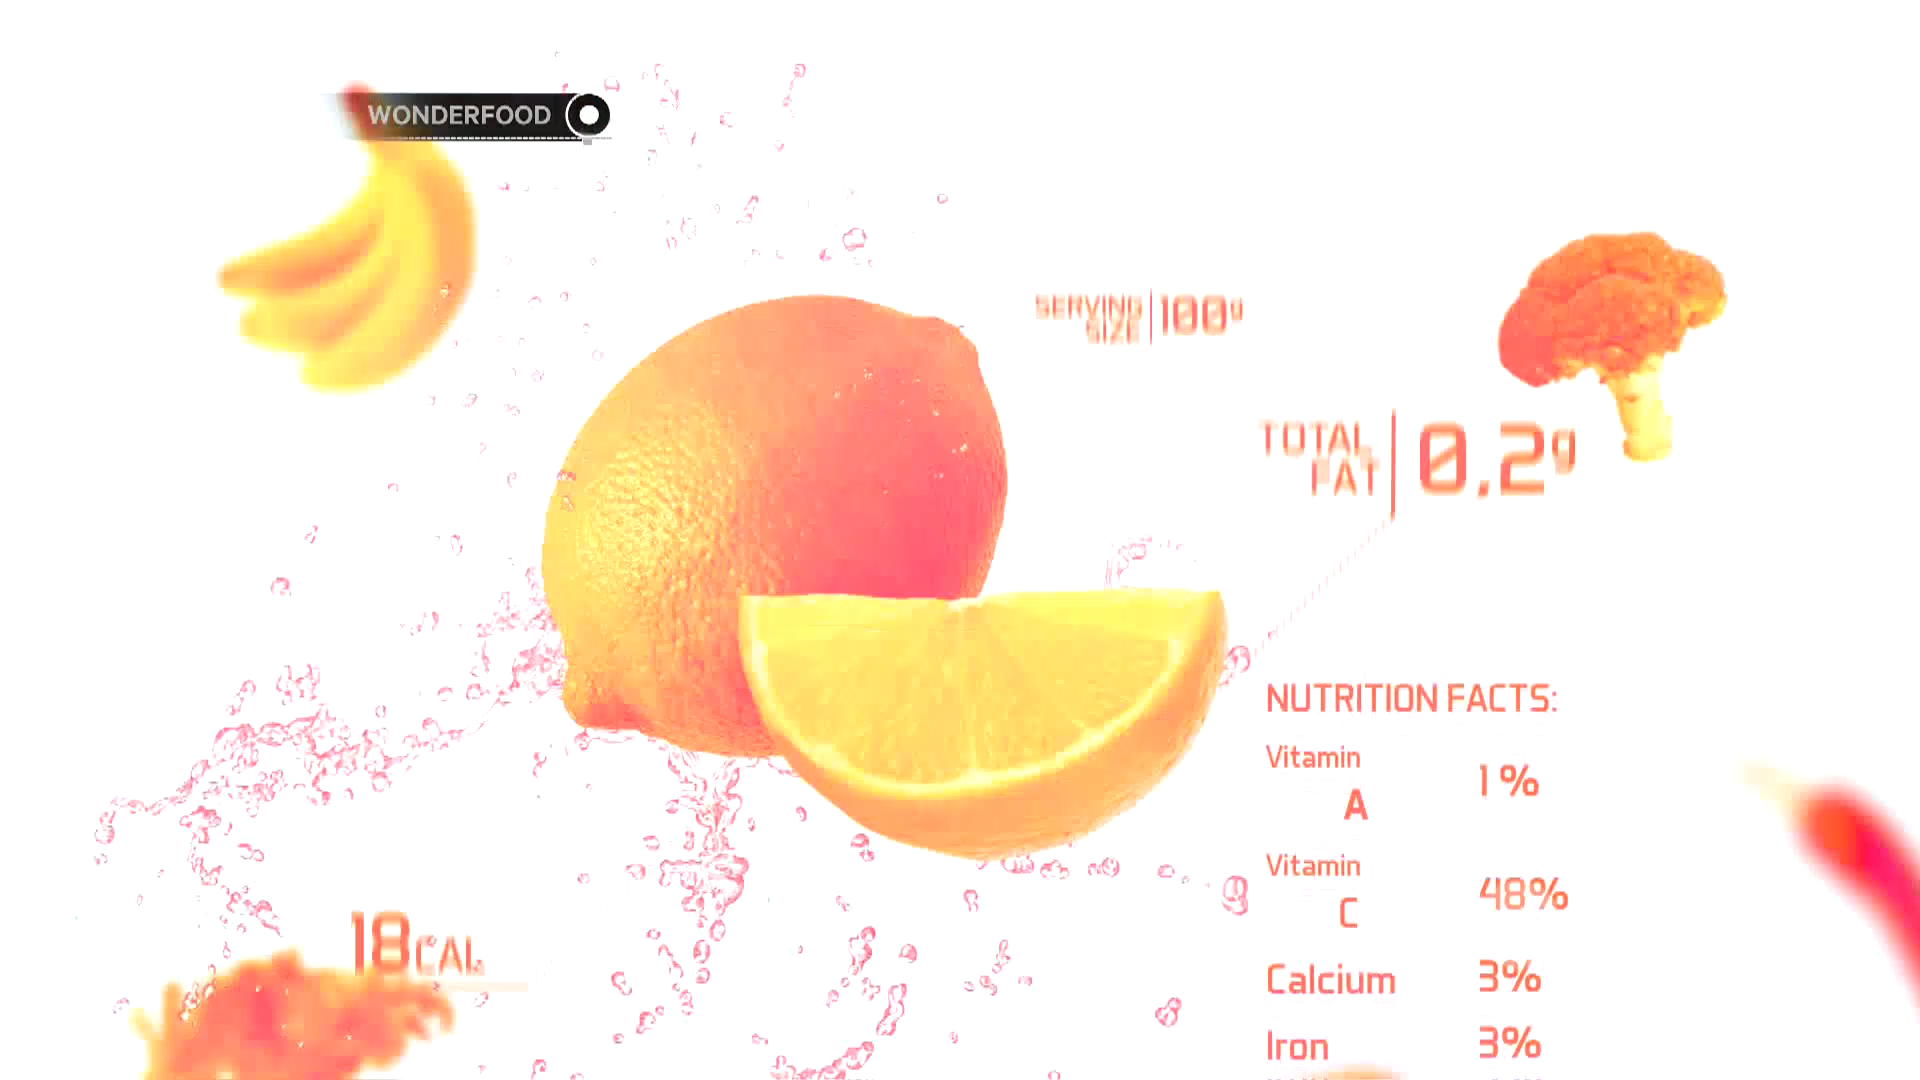 WONDERFOOD
SERVING
SIZE
100g
TOTAL
FAT
0.2g
NUTRITION FACTS:
Vitamin
A
1%
Vitamin
C
48%
Calcium 3%
Iron 3%
18CAL